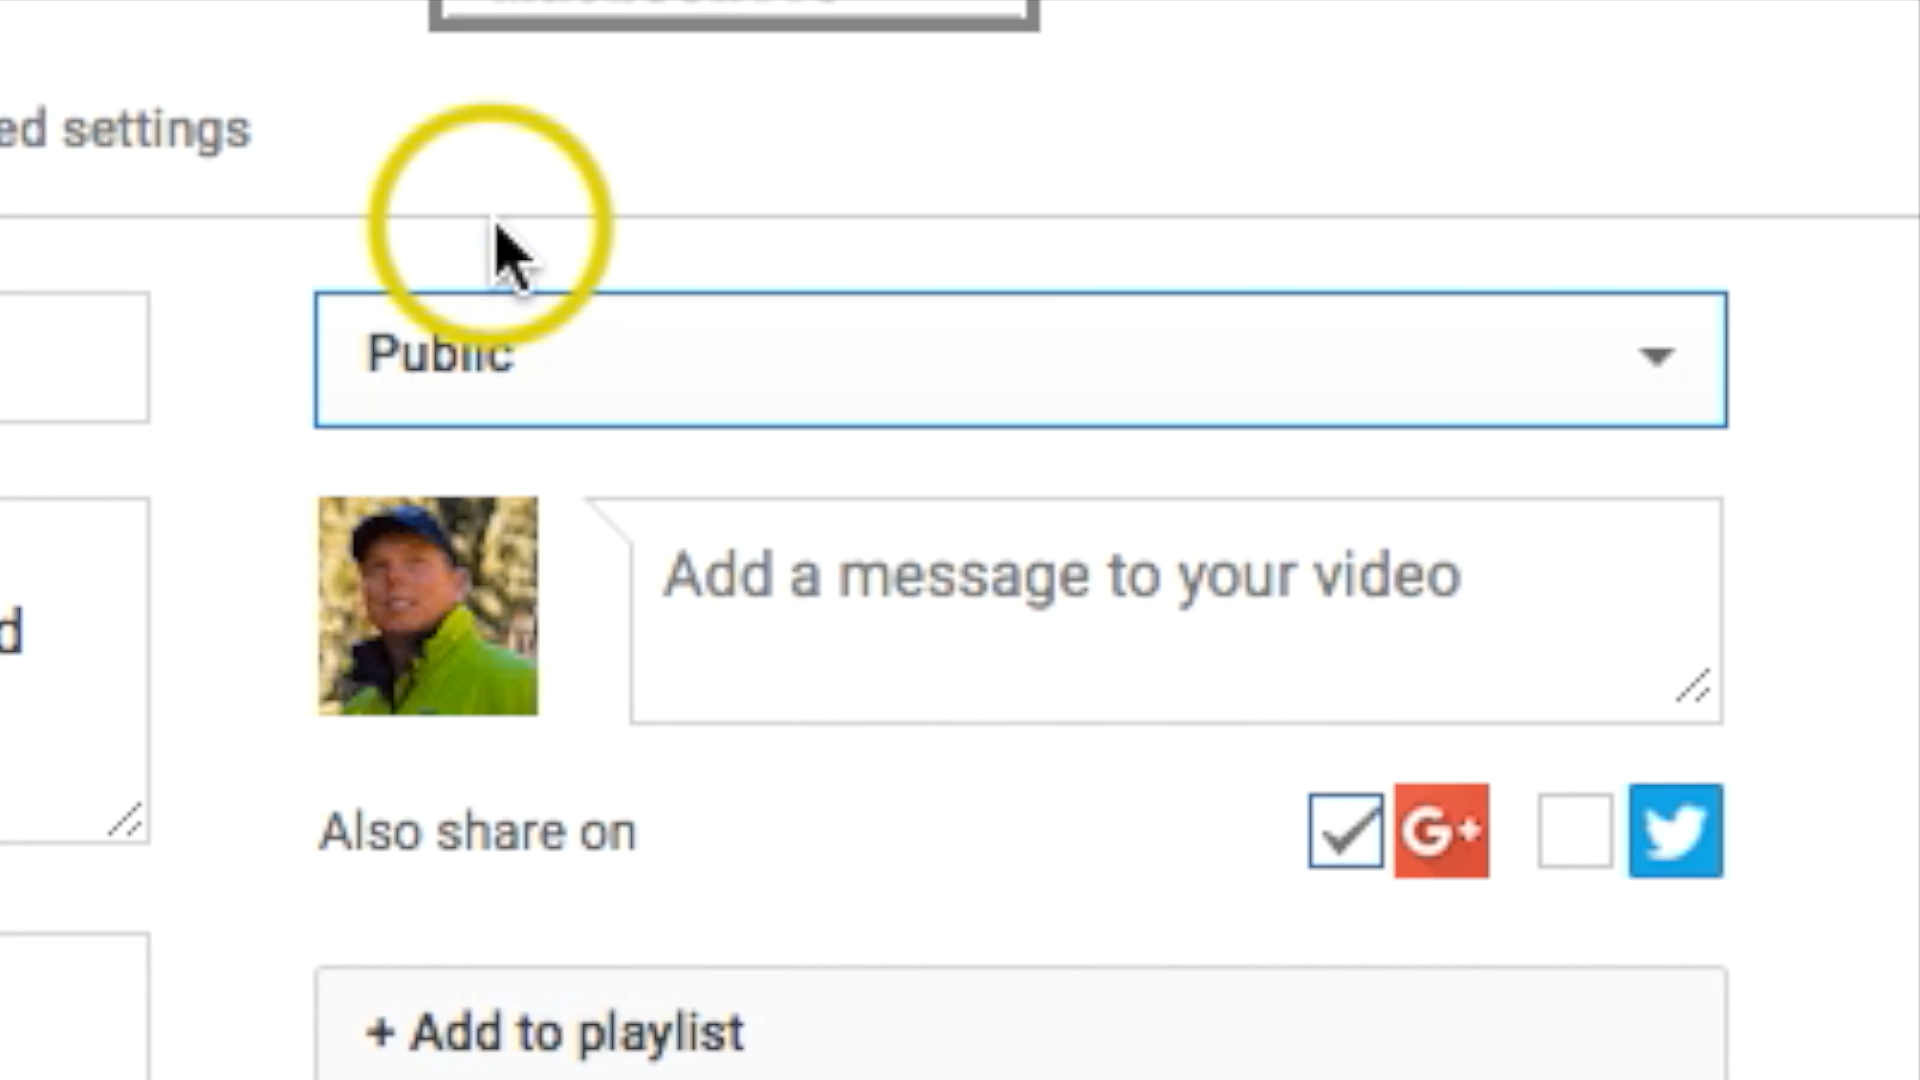 ed settings
Public
Add a message to your video
d
Also share on
G+
+ Add to playlist